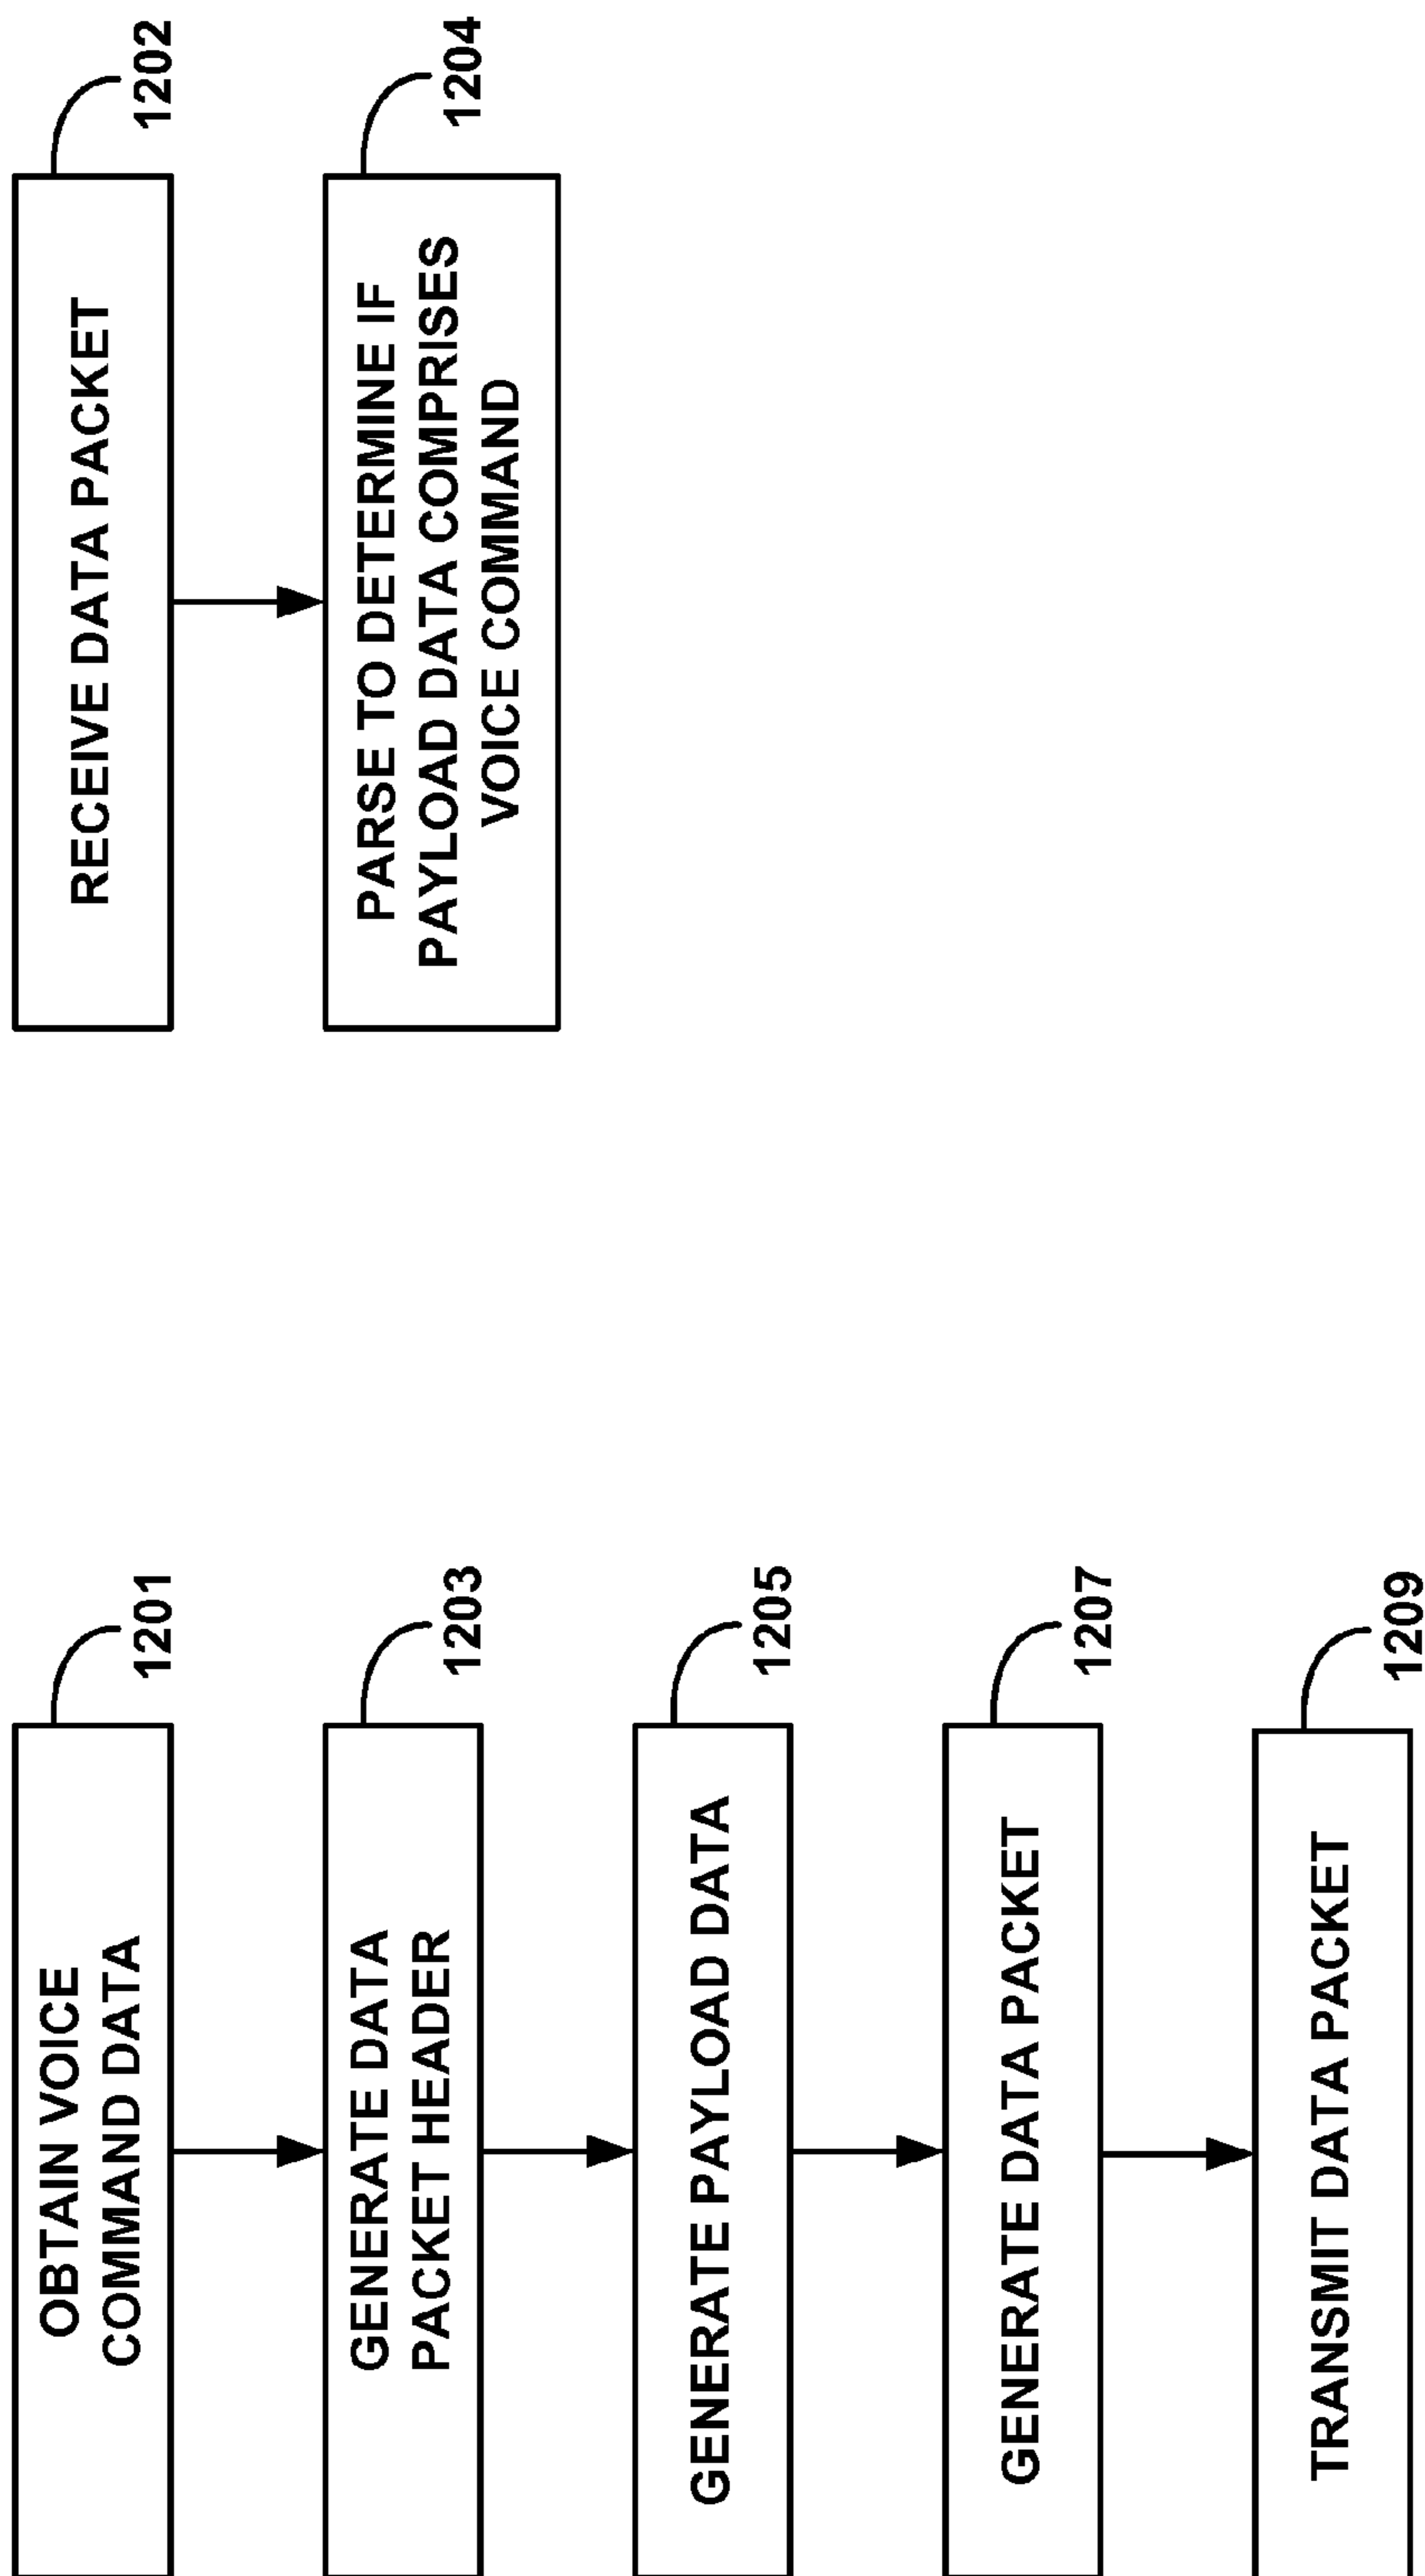 OBTAIN VOICE
COMMAND DATA
1201
GENERATE DATA
PACKET HEADER
1203
GENERATE PAYLOAD DATA
1205
GENERATE DATA PACKET
1207
TRANSMIT DATA PACKET
1209
RECEIVE DATA PACKET
1202
PARSE TO DETERMINE IF
PAYLOAD DATA COMPRISES
VOICE COMMAND
1204